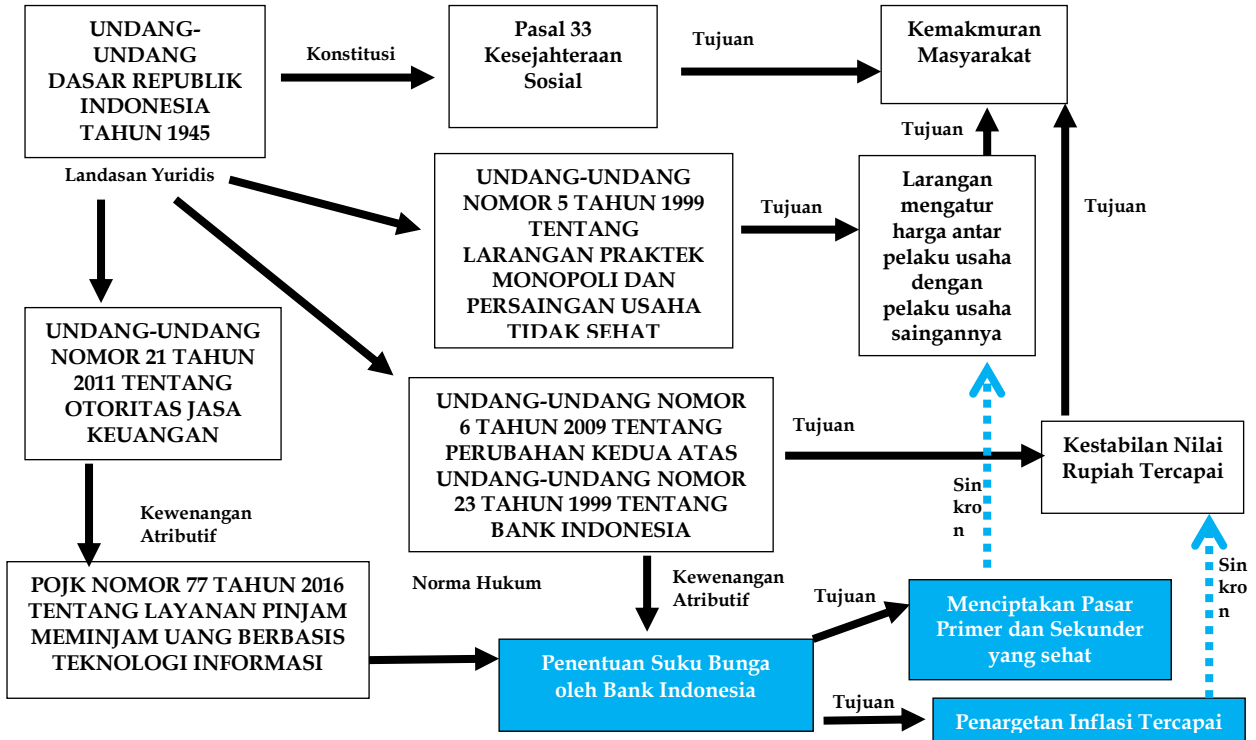 UNDANG-
UNDANG
DASAR REPUBLIK
INDONESIA
TAHUN 1945
Konstitusi
Pasal 33
Kesejahteraan
Sosial
Tujuan
Kemakmuran
Masyarakat
Tujuan
Landasan Yuridis
UNDANG-UNDANG
NOMOR 5 TAHUN 1999
TENTANG
LARANGAN PRAKTEK
MONOPOLI DAN
PERSAINGAN USAHA
TIDAK SEHAT
Tujuan
Larangan
mengatur
harga antar
pelaku usaha
dengan
pelaku usaha
saingannya
Tujuan
UNDANG-UNDANG
NOMOR 21 TAHUN
2011 TENTANG
OTORITAS JASA
KEUANGAN
UNDANG-UNDANG NOMOR
6 TAHUN 2009 TENTANG
PERUBAHAN KEDUA ATAS
UNDANG-UNDANG NOMOR
23 TAHUN 1999 TENTANG
BANK INDONESIA
Tujuan
Kestabilan Nilai
Rupiah Tercapai
Sin
kro
n
Kewenangan
Atributif
Norma Hukum
Kewenangan
Atributif
Sin
kro
n
POJK NOMOR 77 TAHUN 2016
TENTANG LAYANAN PINJAM
MEMINJAM UANG BERBASIS
TEKNOLOGI INFORMASI
Penentuan Suku Bunga
oleh Bank Indonesia
Tujuan
Menciptakan Pasar
Primer dan Sekunder
yang sehat
Tujuan
Penargetan Inflasi Tercapai